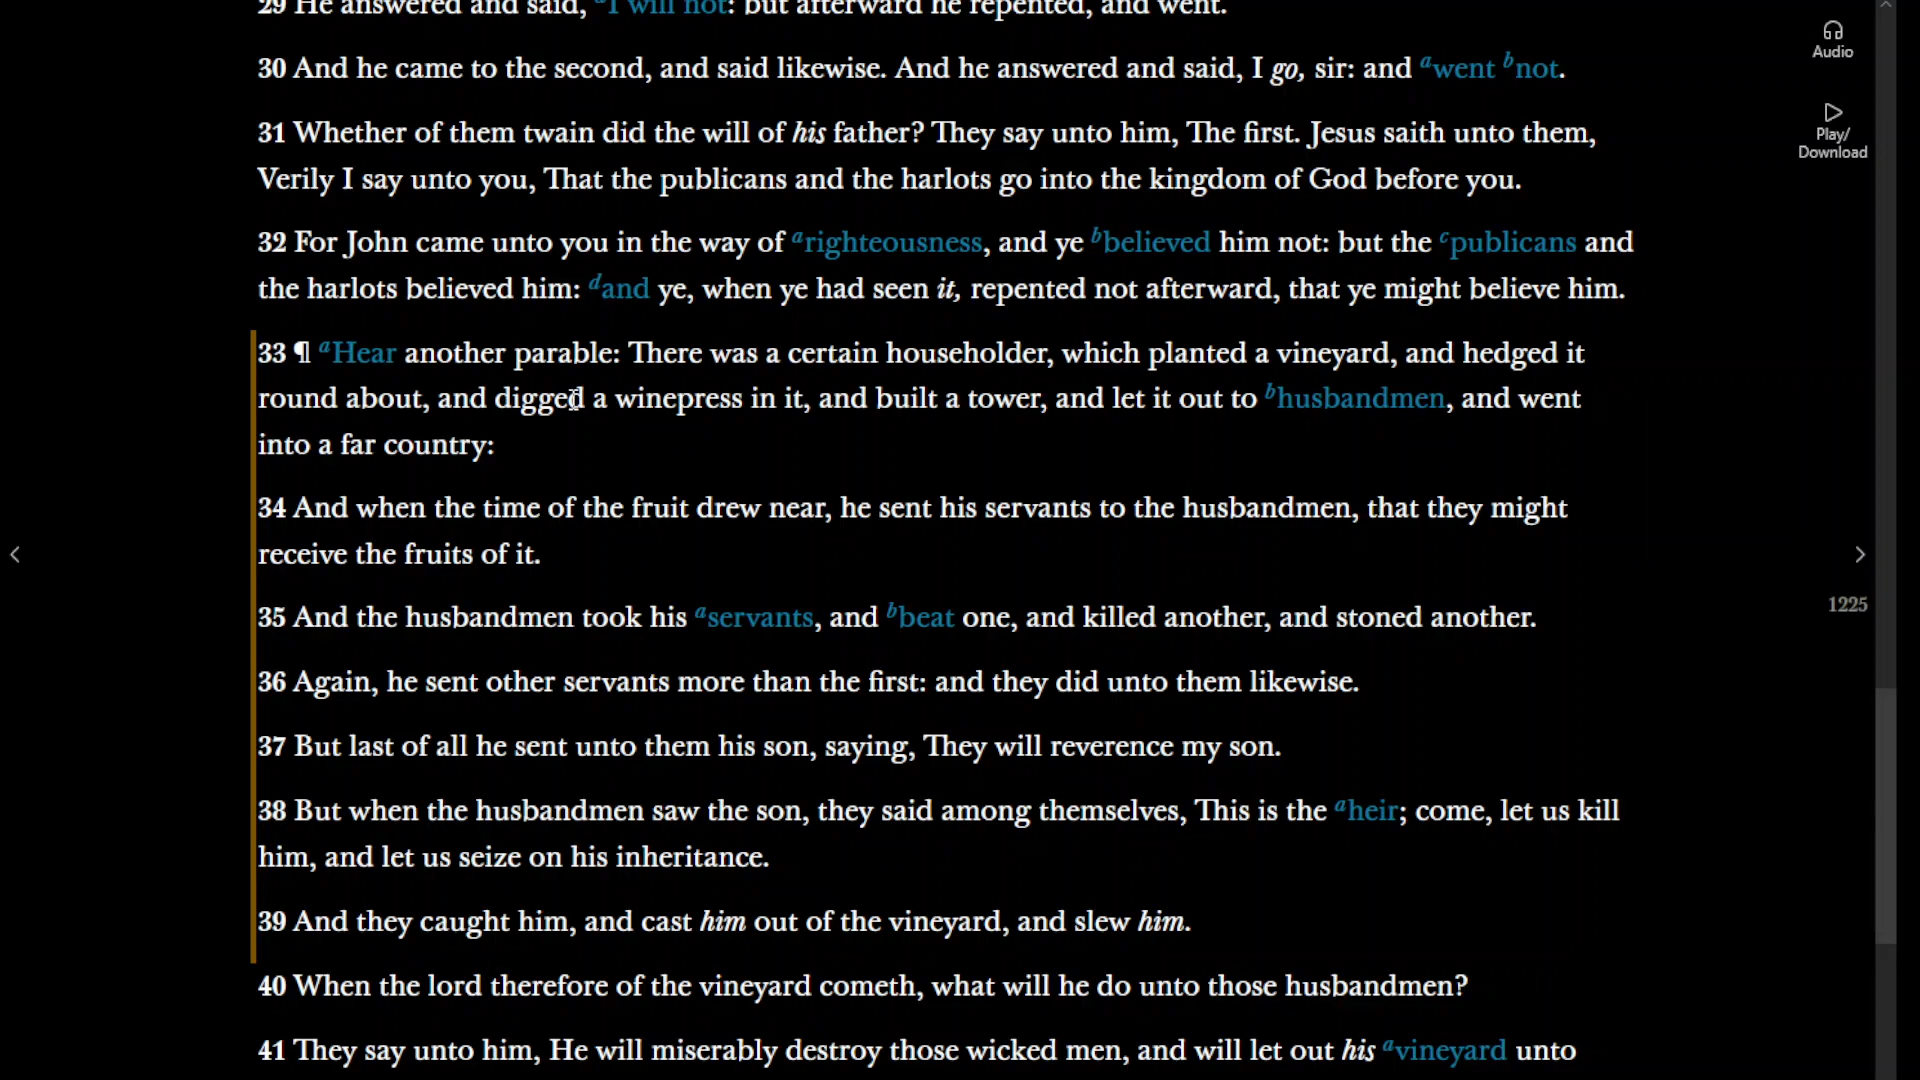 29 He answered and said, aI will not: but afterward he repented, and went.
Audio
30 And he came to the second, and said likewise. And he answered and said, I go, sir: and awent bnot.
Play/
Download
31 Whether of them twain did the will of his father? They say unto him, The first. Jesus saith unto them,
Verily I say unto you, That the publicans and the harlots go into the kingdom of God before you.
32 For John came unto you in the way of arighteousness, and ye bbelieved him not: but the cpublicans and
the harlots believed him: dand ye, when ye had seen it, repented not afterward, that ye might believe him.
33 ¶ aHear another parable: There was a certain householder, which planted a vineyard, and hedged it
round about, and digged a winepress in it, and built a tower, and let it out to bhusbandmen, and went
into a far country:
34 And when the time of the fruit drew near, he sent his servants to the husbandmen, that they might
receive the fruits of it.
1225
35 And the husbandmen took his aservants, and bbeat one, and killed another, and stoned another.
36 Again, he sent other servants more than the first: and they did unto them likewise.
37 But last of all he sent unto them his son, saying, They will reverence my son.
38 But when the husbandmen saw the son, they said among themselves, This is the aheir; come, let us kill
him, and let us seize on his inheritance.
39 And they caught him, and cast him out of the vineyard, and slew him.
40 When the lord therefore of the vineyard cometh, what will he do unto those husbandmen?
41 They say unto him, He will miserably destroy those wicked men, and will let out his avineyard unto